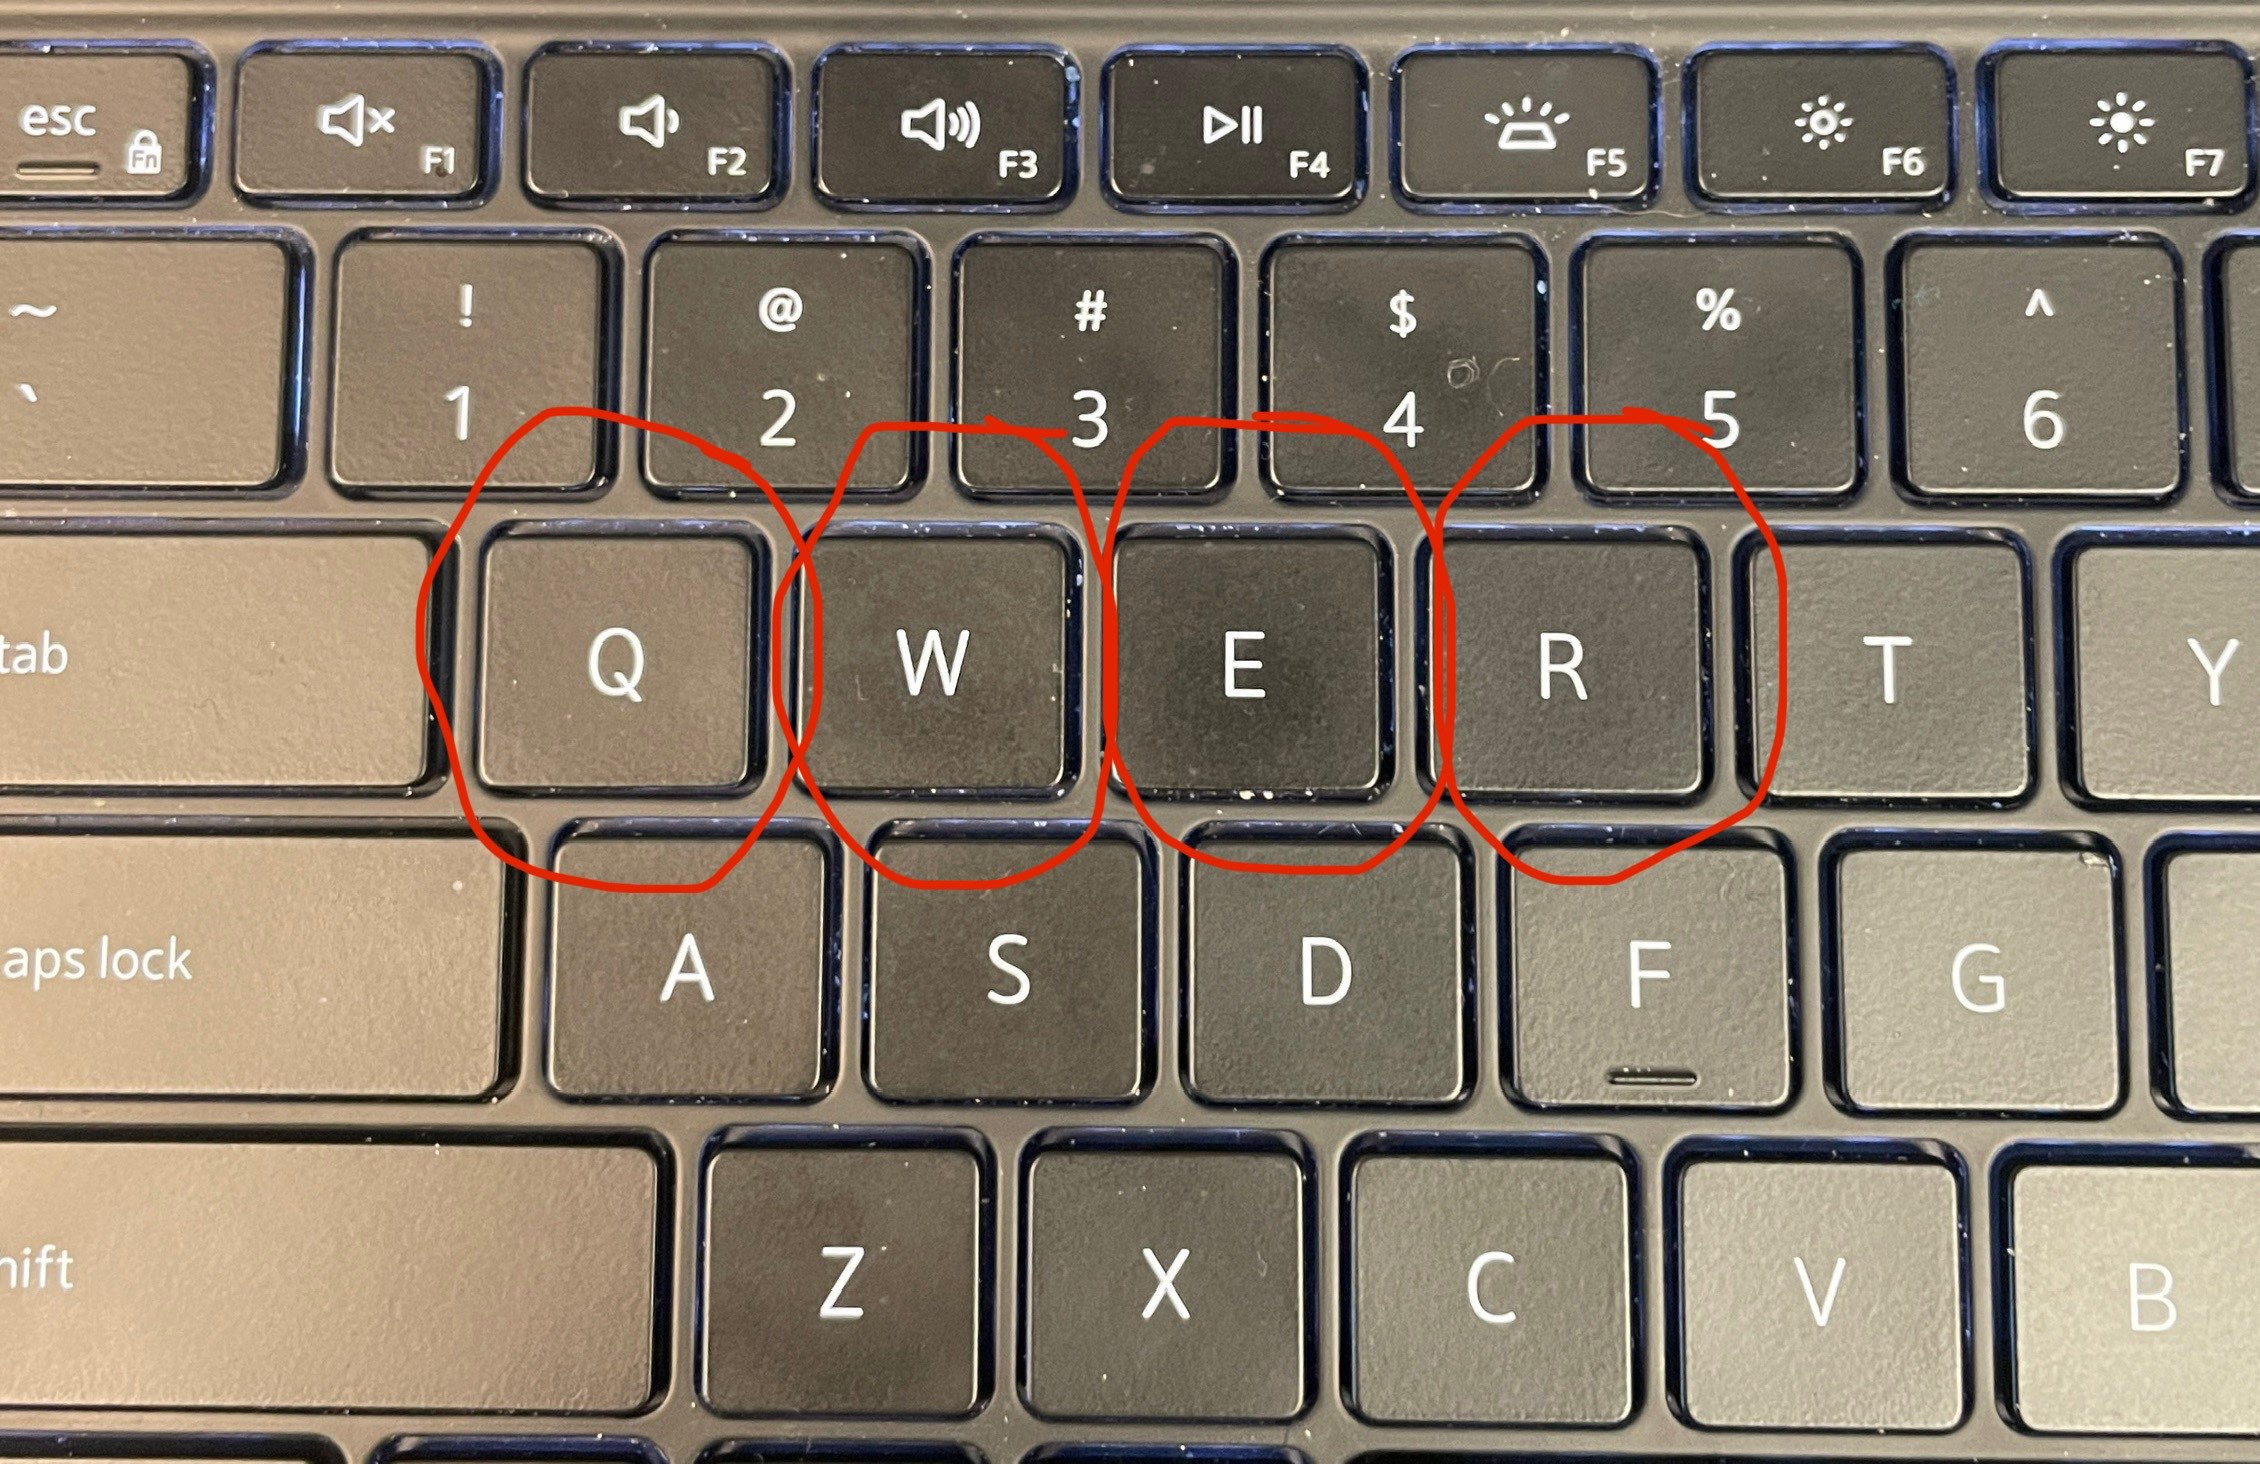 esc Fn F1 F2 F3 F4 F5 F6 F7
~ ! @ # $ % ^
` 1 2 3 4 5 6
tab Q W E R T Y
aps lock A S D F G
hift Z X C V B